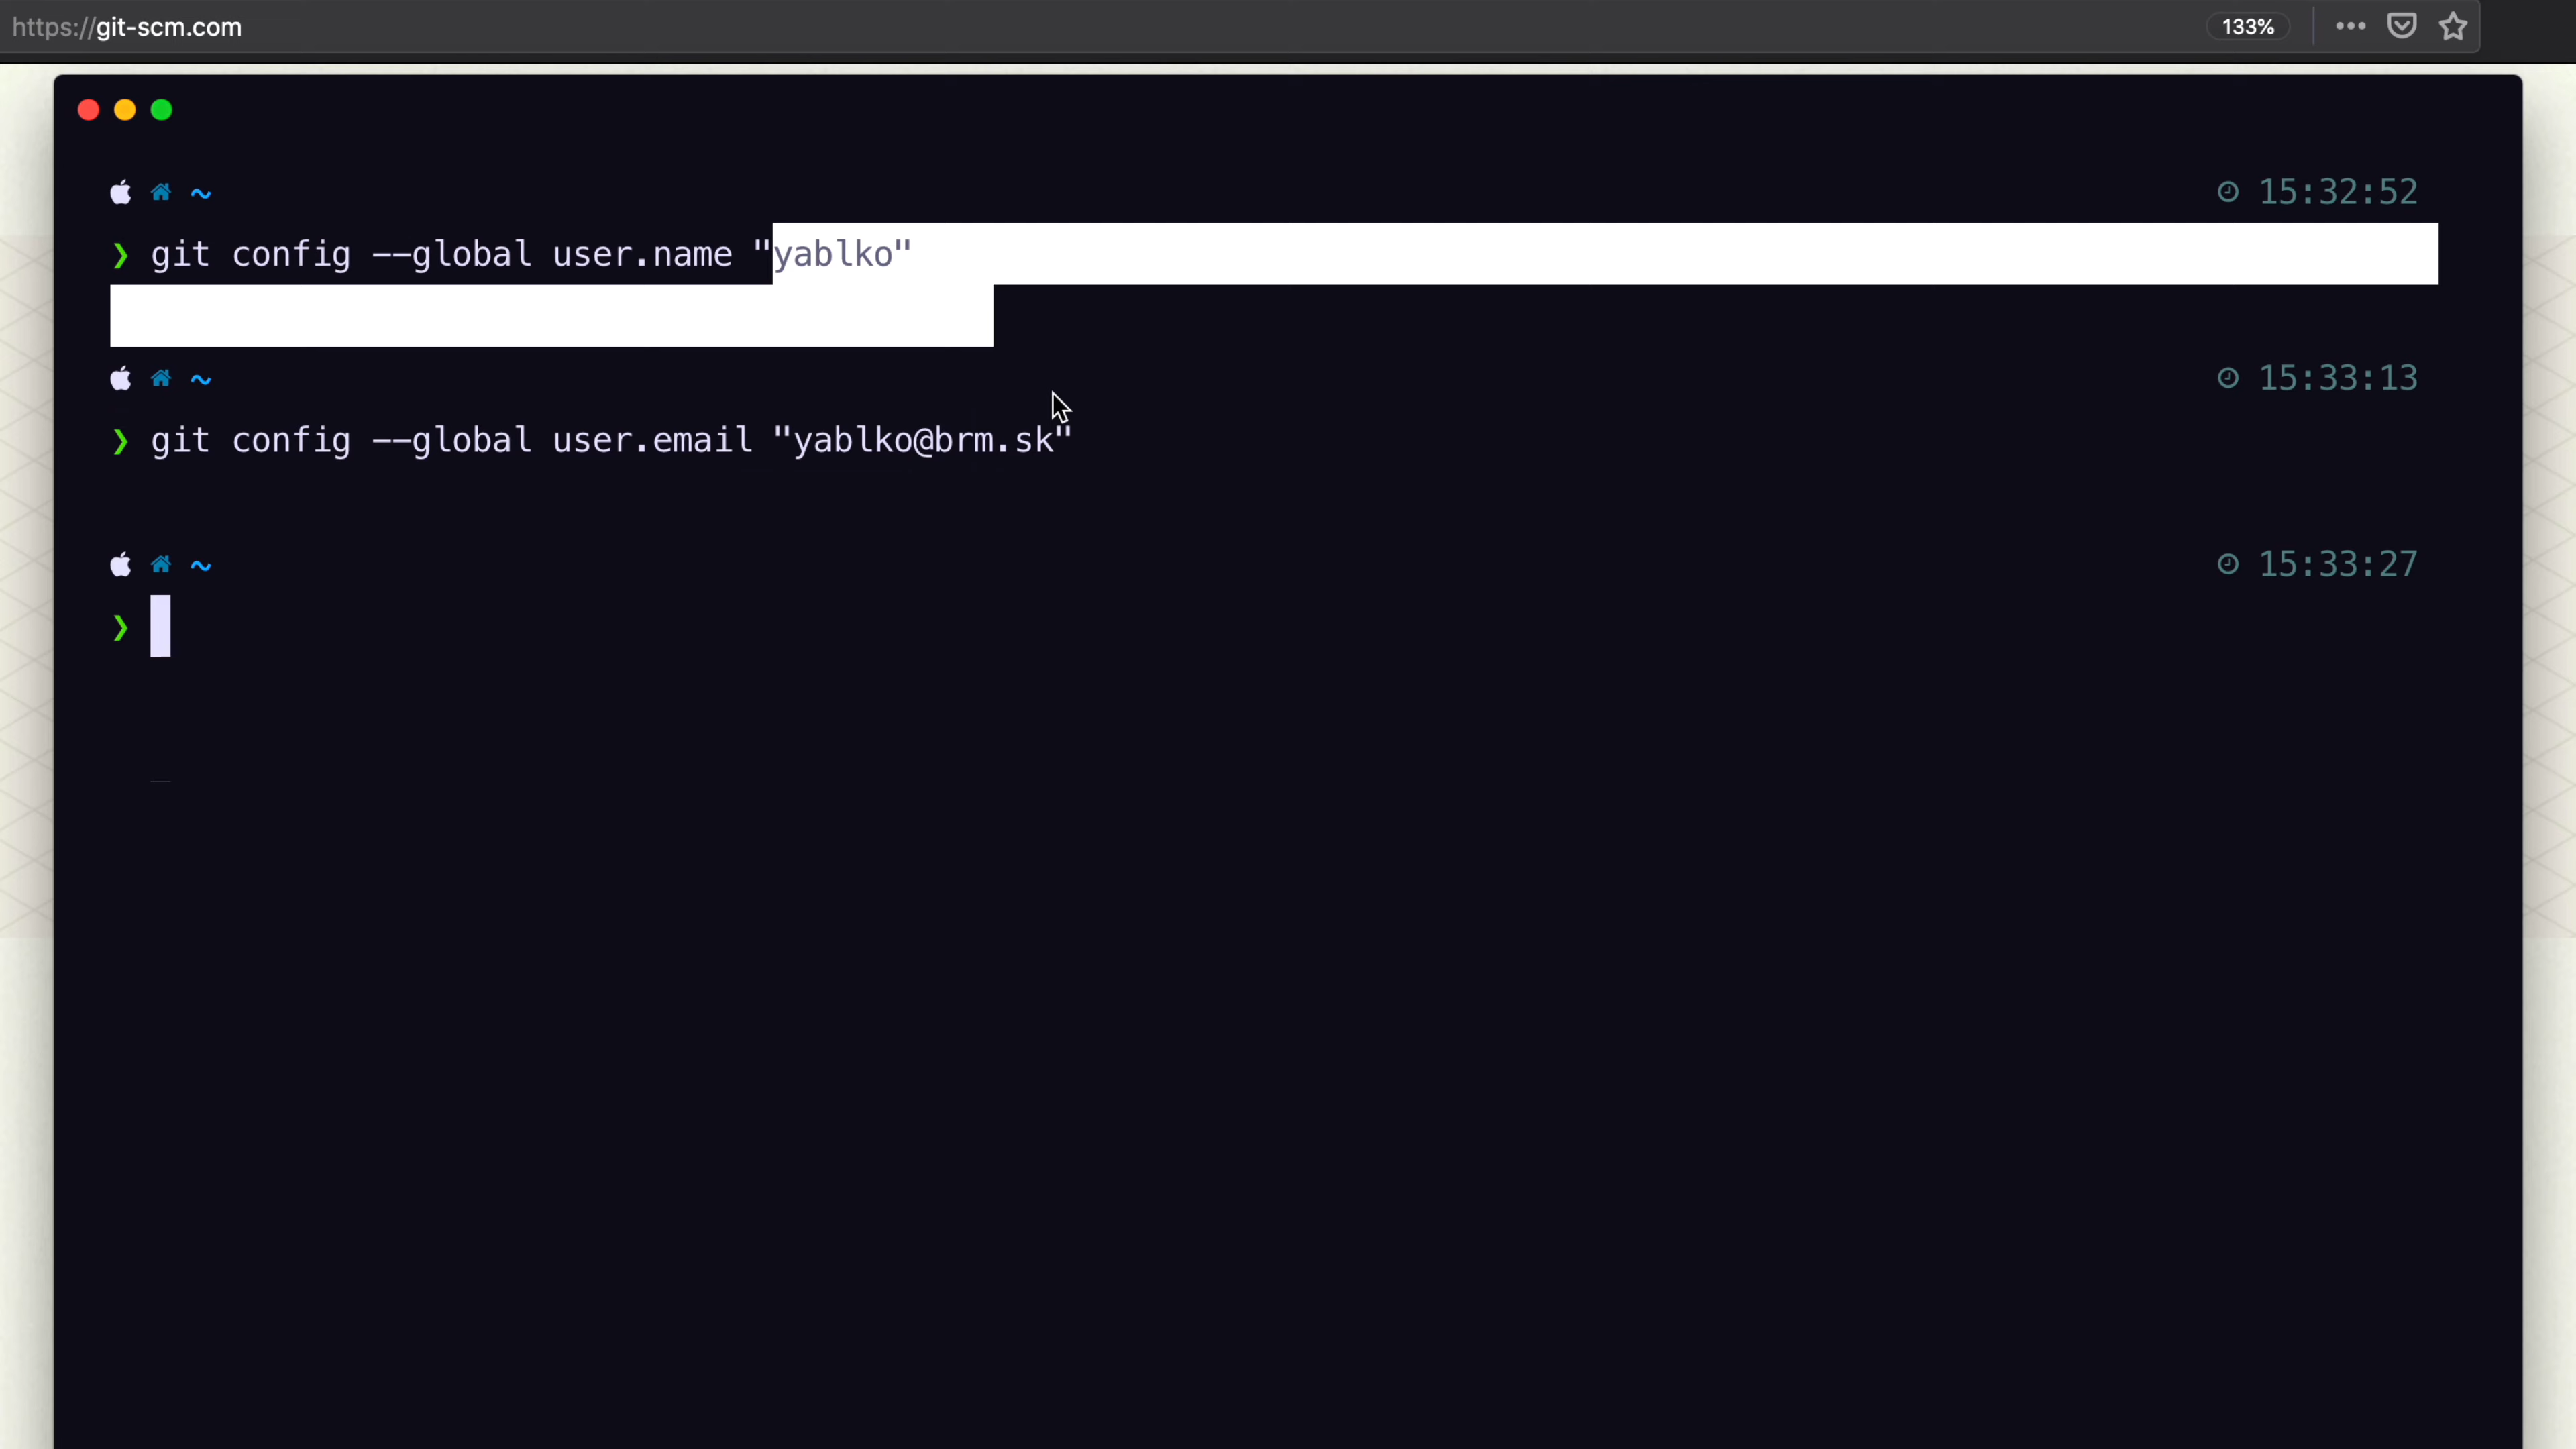 https://git-scm.com
133%
~ 15:32:52
❯ git config --global user.name "yablko"
~ 15:33:13
❯ git config --global user.email "yablko@brm.sk"
~ 15:33:27
❯